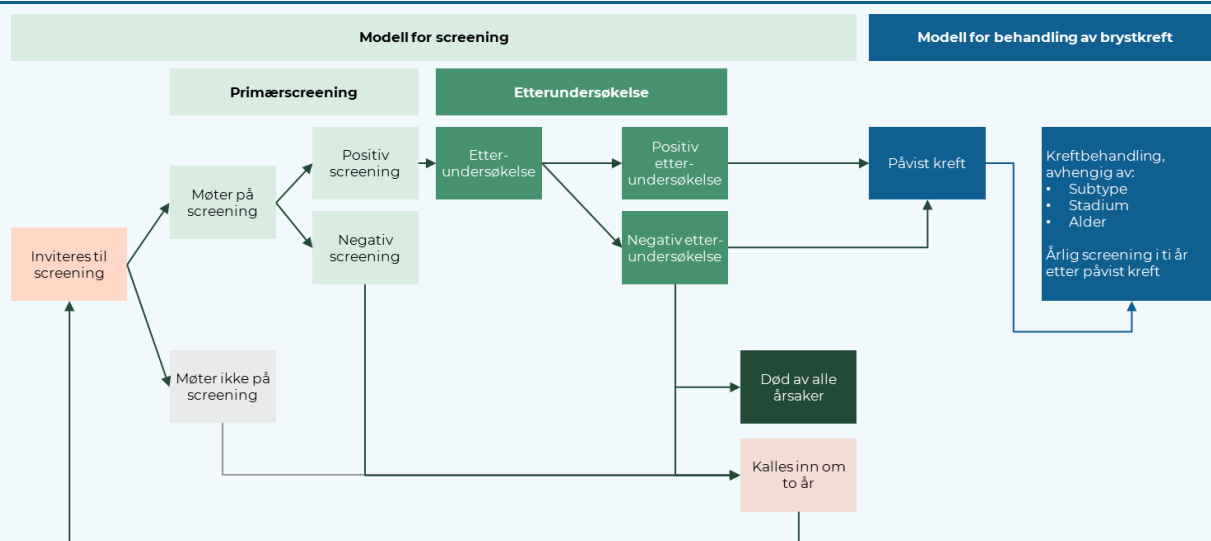 Modell for screening
Modell for behandling av brystkreft
Primærscreening
Etterundersøkelse
Inviteres til
screening
Møter på
screening
Møter ikke på
screening
Positiv
screening
Negativ
screening
Etter-
undersøkelse
Positiv
etter-
undersøkelse
Negativ etter-
undersøkelse
Død av alle
årsaker
Kalles inn om
to år
Påvist kreft
Kreftbehandling,
avhengig av:
• Subtype
• Stadium
• Alder
Årlig screening i ti år
etter påvist kreft